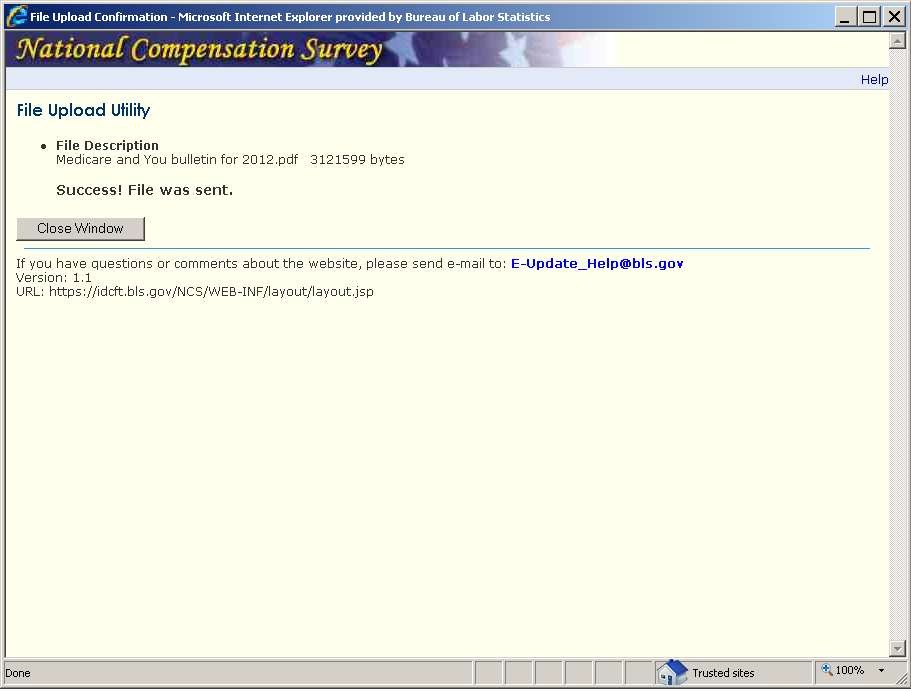 File Upload Confirmation - Microsoft Internet Explorer provided by Bureau of Labor Statistics
National Compensation Survey
Help
File Upload Utility
• File Description
Medicare and You bulletin for 2012.pdf 3121599 bytes
Success! File was sent.
Close Window
If you have questions or comments about the website, please send e-mail to: E-Update_Help@bls.gov
Version: 1.1
URL: https://idcft.bls.gov/NCS/WEB-INF/layout/layout.jsp
Done Trusted sites 100%